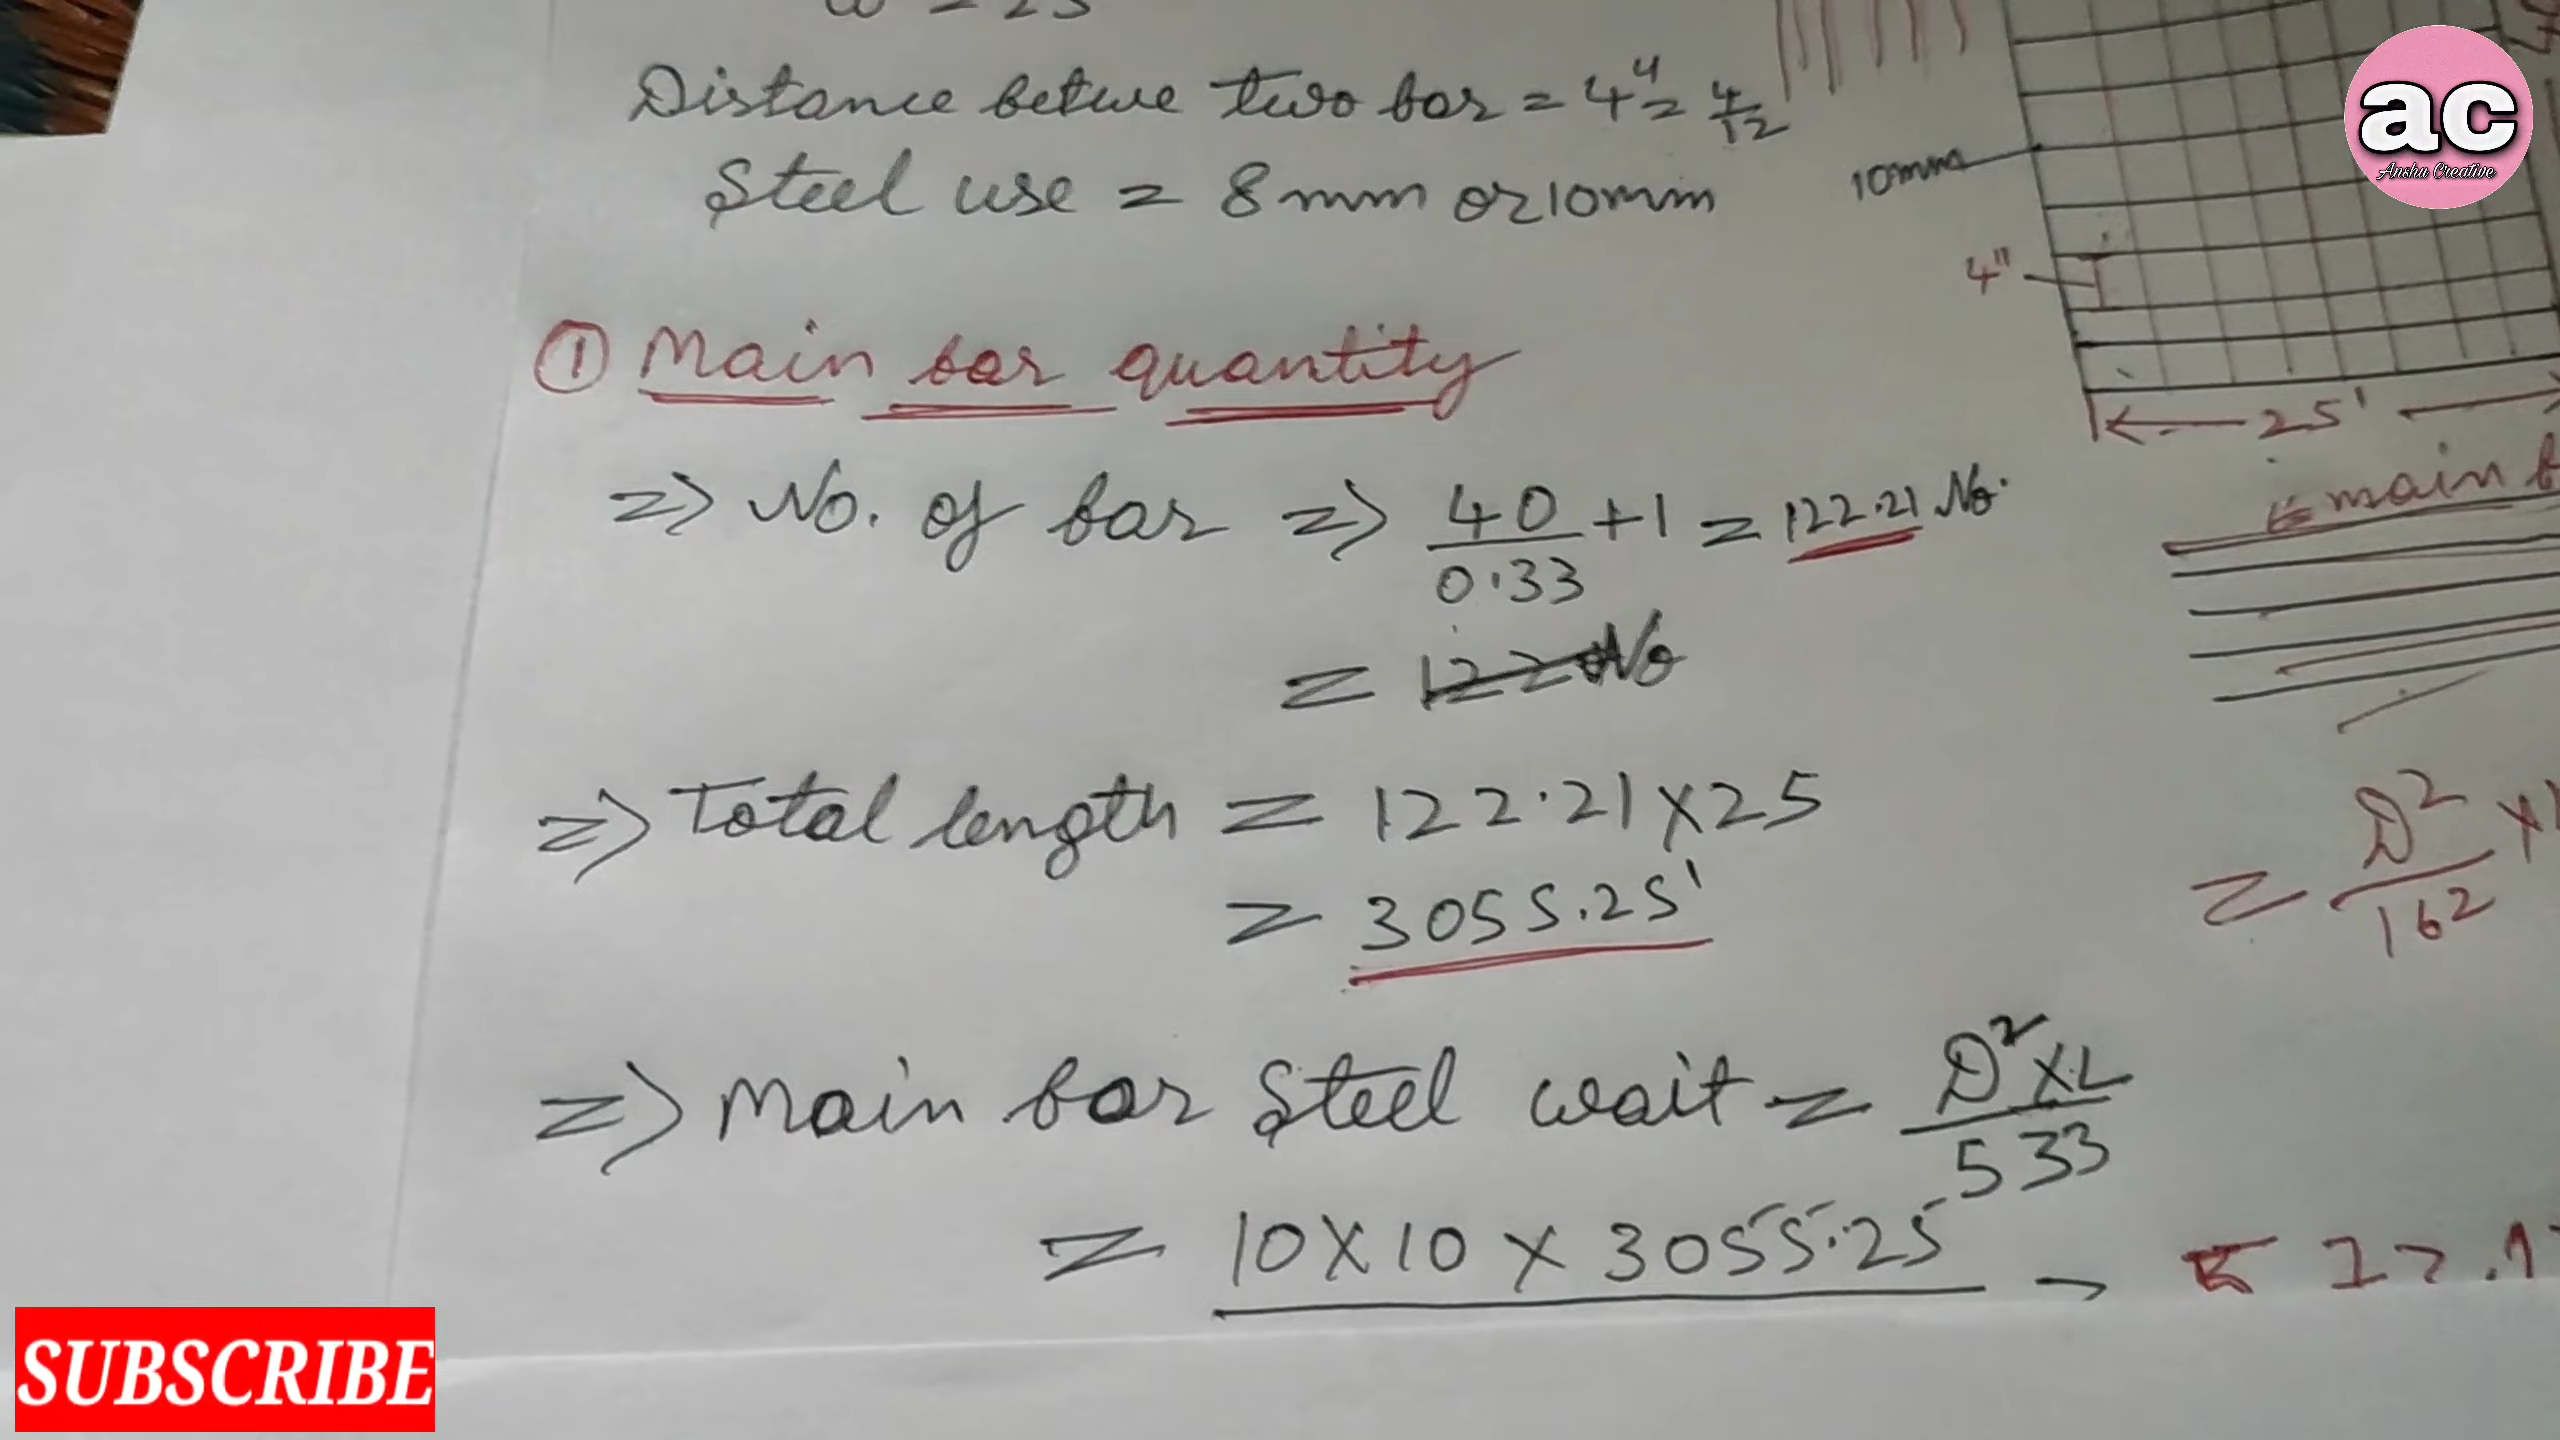 w = 25
Distance betwe two bar = 4" = 4/12
Steel use = 8mm or 10mm
① Main bar quantity
=> No. of bar => 40/0.33 + 1 = 122.21 No.
= 122 No
=> Total length = 122.21 x 25
= 3055.25'
=> Main bar Steel wait = D² x L / 533
= 10 x 10 x 3055.25
10mm
4"
25'
main
= D²/162 x
ac
Anshu Creative
SUBSCRIBE